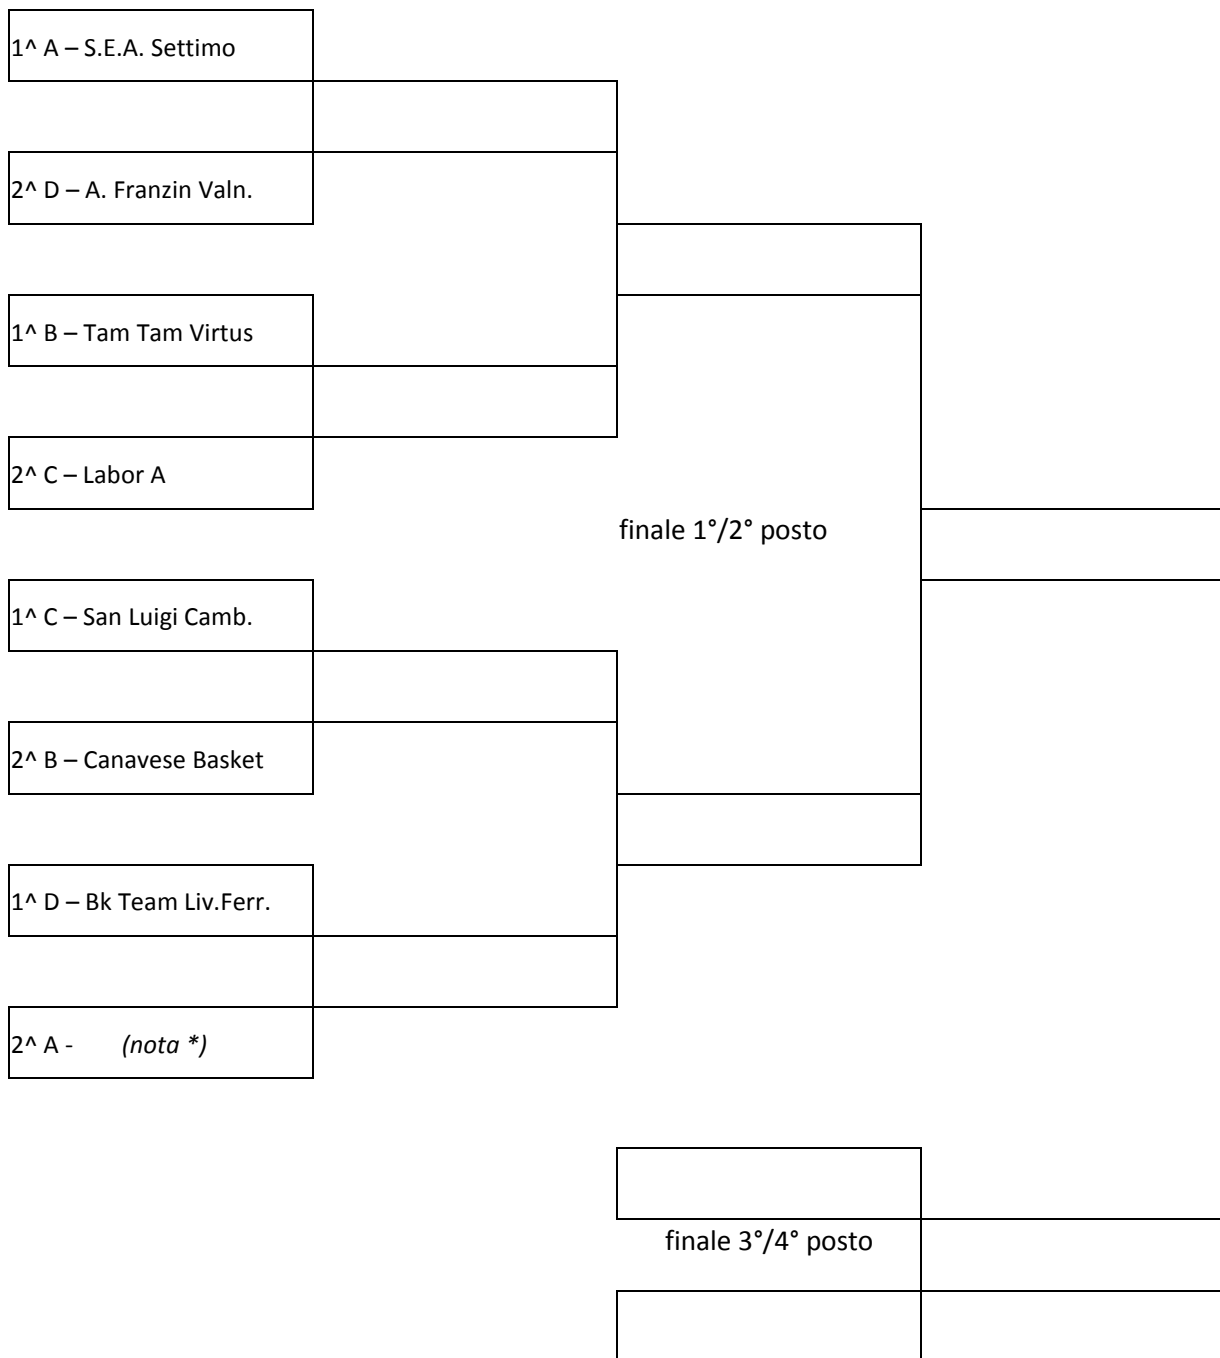 1^ A – S.E.A. Settimo
2^ D – A. Franzin Valn.
1^ B – Tam Tam Virtus
2^ C – Labor A
finale 1°/2° posto
1^ C – San Luigi Camb.
2^ B – Canavese Basket
1^ D – Bk Team Liv.Ferr.
2^ A - (nota *)
finale 3°/4° posto